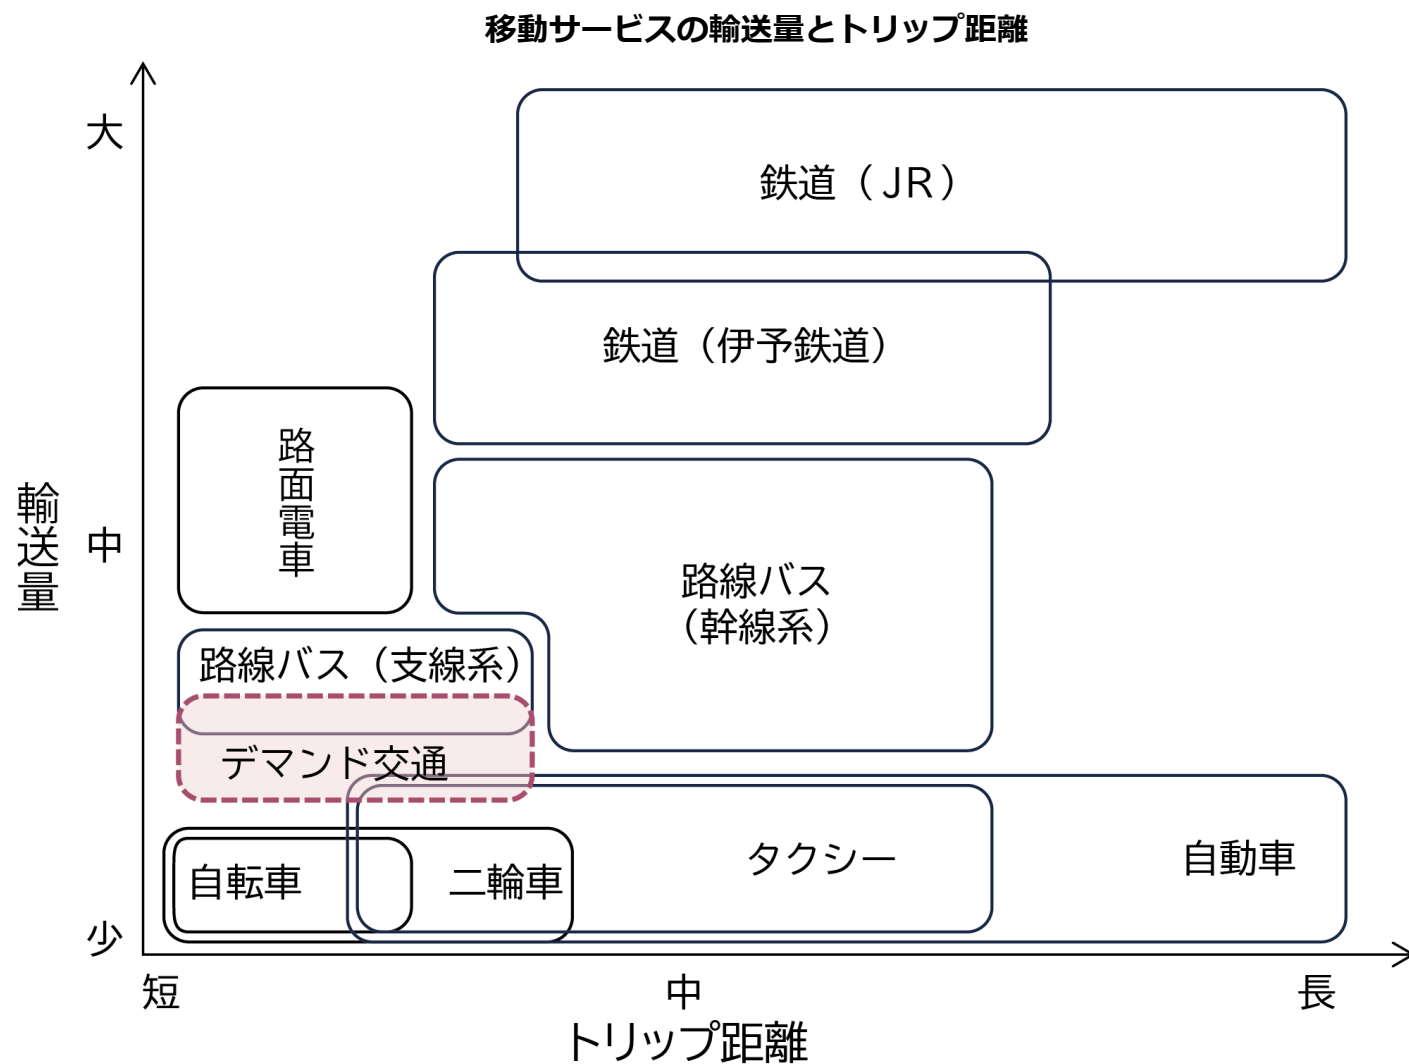 移動サービスの輸送量とトリップ距離
大
鉄道（JR）
鉄道（伊予鉄道）
路面電車
輸送量
中
路線バス
（幹線系）
路線バス（支線系）
デマンド交通
タクシー
自動車
自転車
二輪車
少
短
中
長
トリップ距離